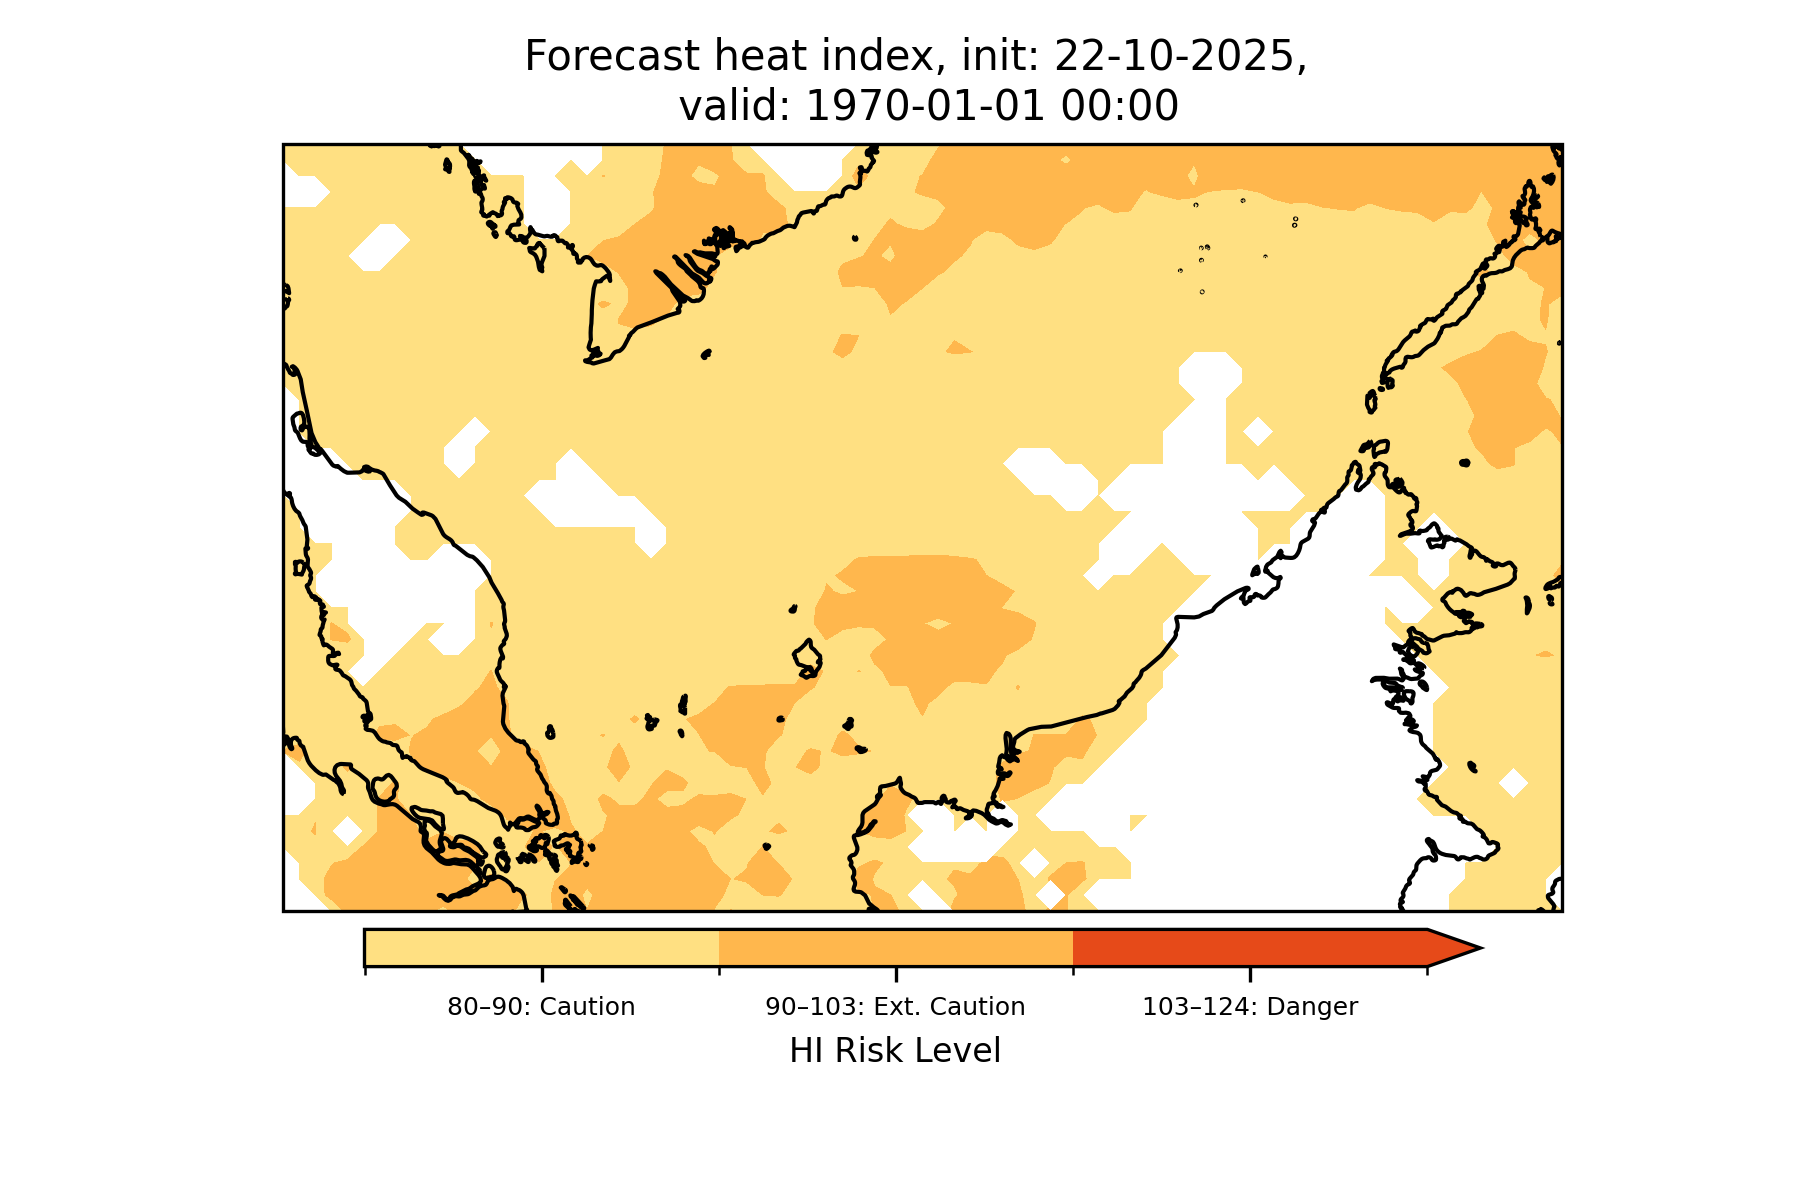 Forecast heat index, init: 22-10-2025,
valid: 1970-01-01 00:00
80–90: Caution
90–103: Ext. Caution
103–124: Danger
HI Risk Level